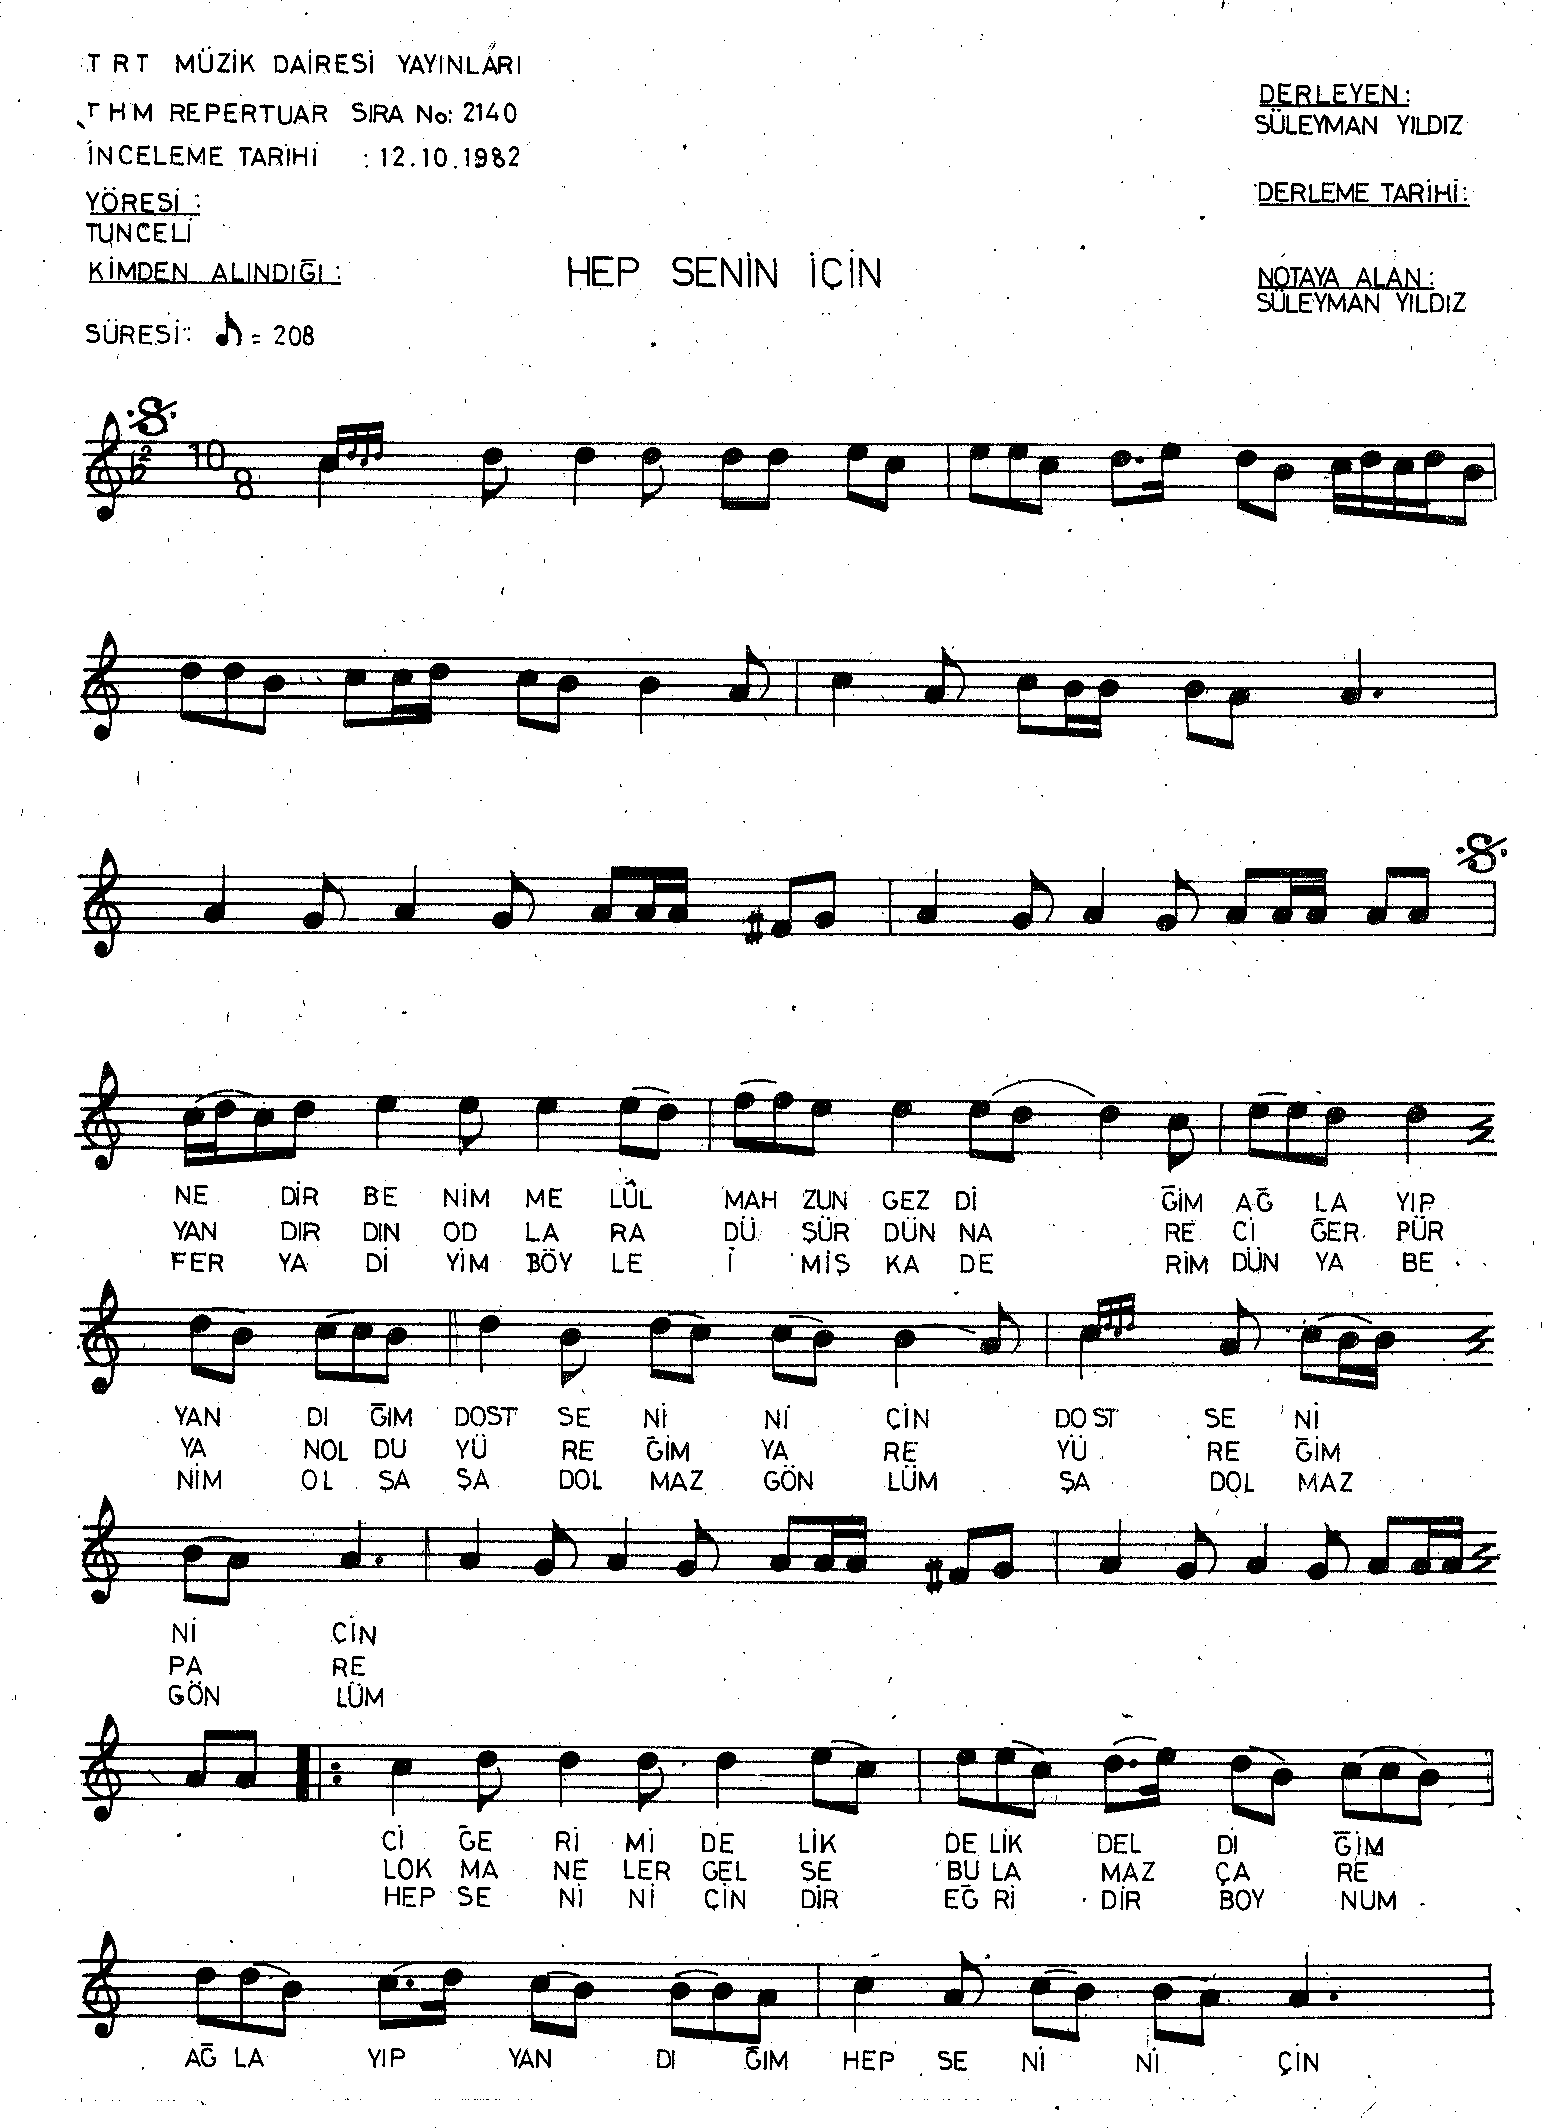 TRT MÜZİK DAİRESİ YAYINLARI
THM REPERTUAR SIRA No: 2140
İNCELEME TARİHİ : 12.10.1982
YÖRESİ :
TUNCELİ
KİMDEN ALINDIĞI :
SÜRESİ: ♪ = 208
HEP SENİN İÇİN
DERLEYEN :
SÜLEYMAN YILDIZ
DERLEME TARİHİ :
NOTAYA ALAN :
SÜLEYMAN YILDIZ
2 10 8
NE DİR BE NİM ME LÛL MAH ZUN GEZ Dİ ĞİM AĞ LA YIP
YAN DIR DIN OD LA RA DÜ ŞÜR DÜN NA RE Cİ ĞER PÜR
FER YA Dİ YİM BÖY LE İ MİŞ KA DE RİM DÜN YA BE
YAN DI ĞIM DOST SE Nİ Nİ ÇİN DOST SE Nİ
YA NOL DU YÜ RE ĞİM YA RE YÜ RE ĞİM
NİM OL SA ŞA DOL MAZ GÖN LÜM ŞA DOL MAZ
Nİ ÇİN
PA RE
GÖN LÜM
Cİ ĞE Rİ Mİ DE LİK DE LİK DEL Dİ ĞİM
LOK MA NE LER GEL SE BU LA MAZ ÇA RE
HEP SE Nİ Nİ ÇİN DİR EĞ Rİ DİR BOY NUM
AĞ LA YIP YAN DI ĞIM HEP SE Nİ Nİ ÇİN